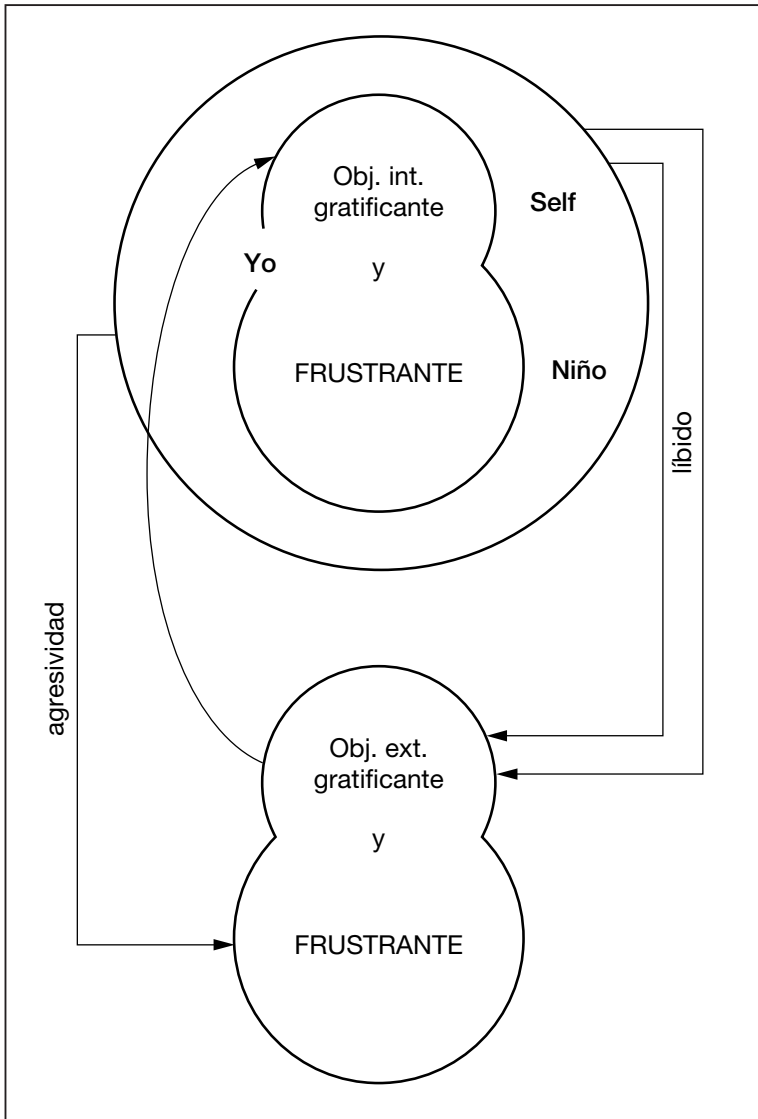 Obj. int.
gratificante
Self
Yo
y
FRUSTRANTE
Niño
líbido
agresividad
Obj. ext.
gratificante
y
FRUSTRANTE